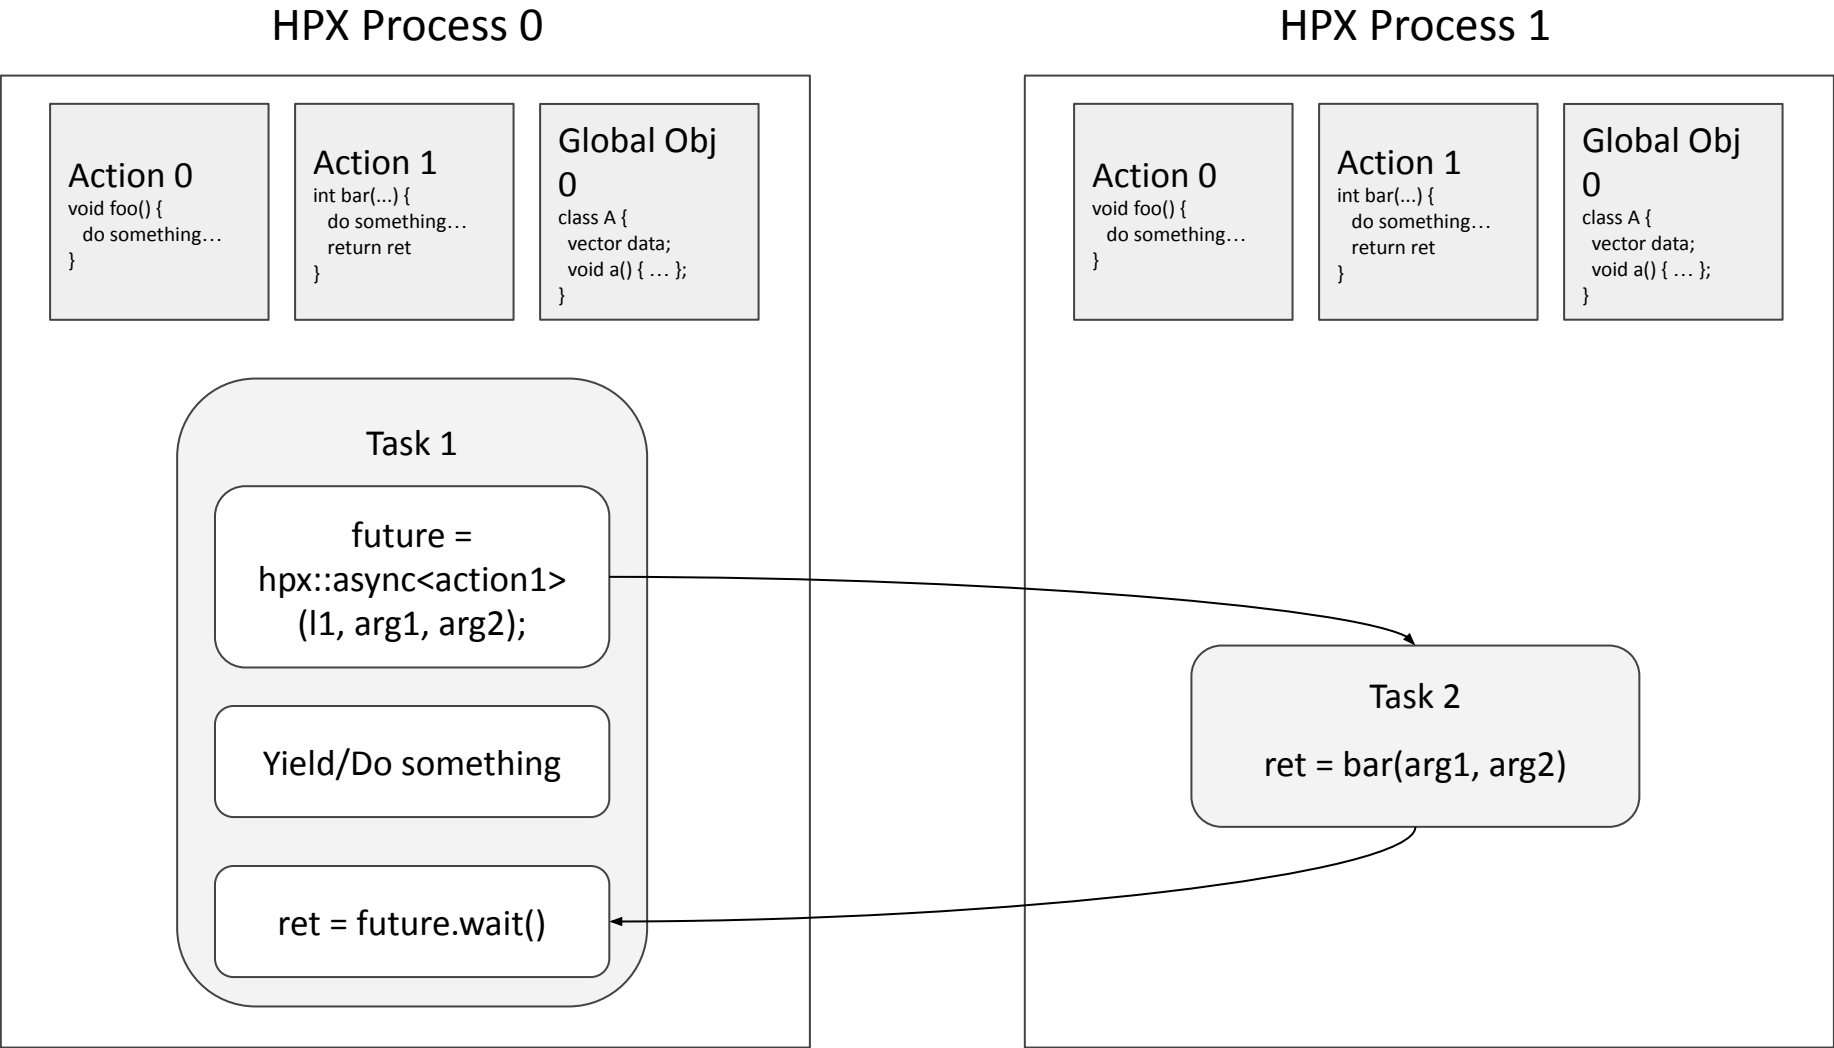 HPX Process 0
HPX Process 1
Action 0
void foo() {
do something…
}
Action 1
int bar(...) {
do something…
return ret
}
Global Obj
0
class A {
vector data;
void a() { … };
}
Action 0
void foo() {
do something…
}
Action 1
int bar(...) {
do something…
return ret
}
Global Obj
0
class A {
vector data;
void a() { … };
}
Task 1
future =
hpx::async<action1>
(l1, arg1, arg2);
Yield/Do something
ret = future.wait()
Task 2
ret = bar(arg1, arg2)